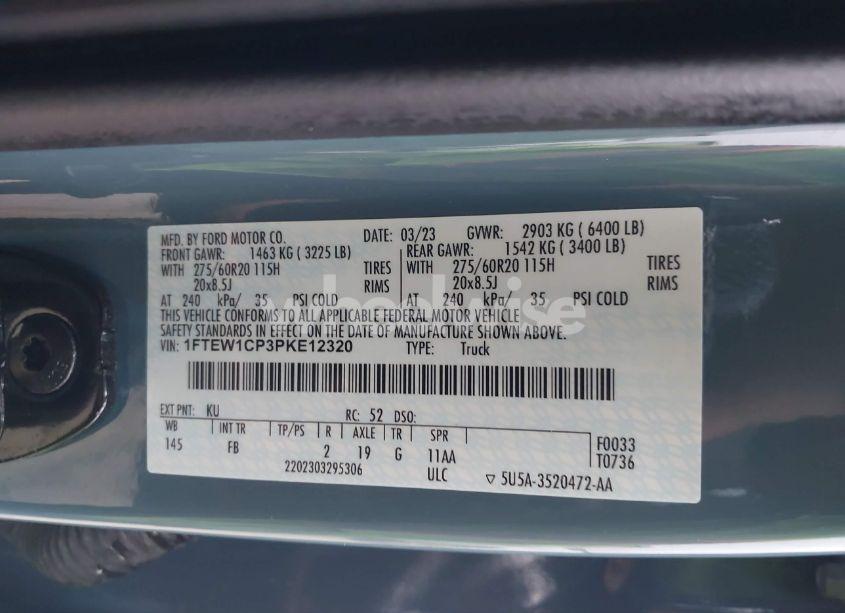 MFD. BY FORD MOTOR CO. DATE: 03/23 GVWR: 2903 KG ( 6400 LB)
FRONT GAWR: 1463 KG ( 3225 LB) REAR GAWR: 1542 KG ( 3400 LB)
WITH 275/60R20 115H TIRES WITH 275/60R20 115H TIRES
20x8.5J RIMS 20x8.5J RIMS
AT 240 kPa/ 35 PSI COLD AT 240 kPa/ 35 PSI COLD
THIS VEHICLE CONFORMS TO ALL APPLICABLE FEDERAL MOTOR VEHICLE
SAFETY STANDARDS IN EFFECT ON THE DATE OF MANUFACTURE SHOWN ABOVE.
VIN: 1FTEW1CP3PKE12320 TYPE: Truck
EXT PNT: KU RC: 52 DSO:
WB INT TR TP/PS R AXLE TR SPR
145 FB 2 19 G 11AA
F0033
T0736
2202303295306 ULC ▽ 5U5A-3520472-AA
wheelwise